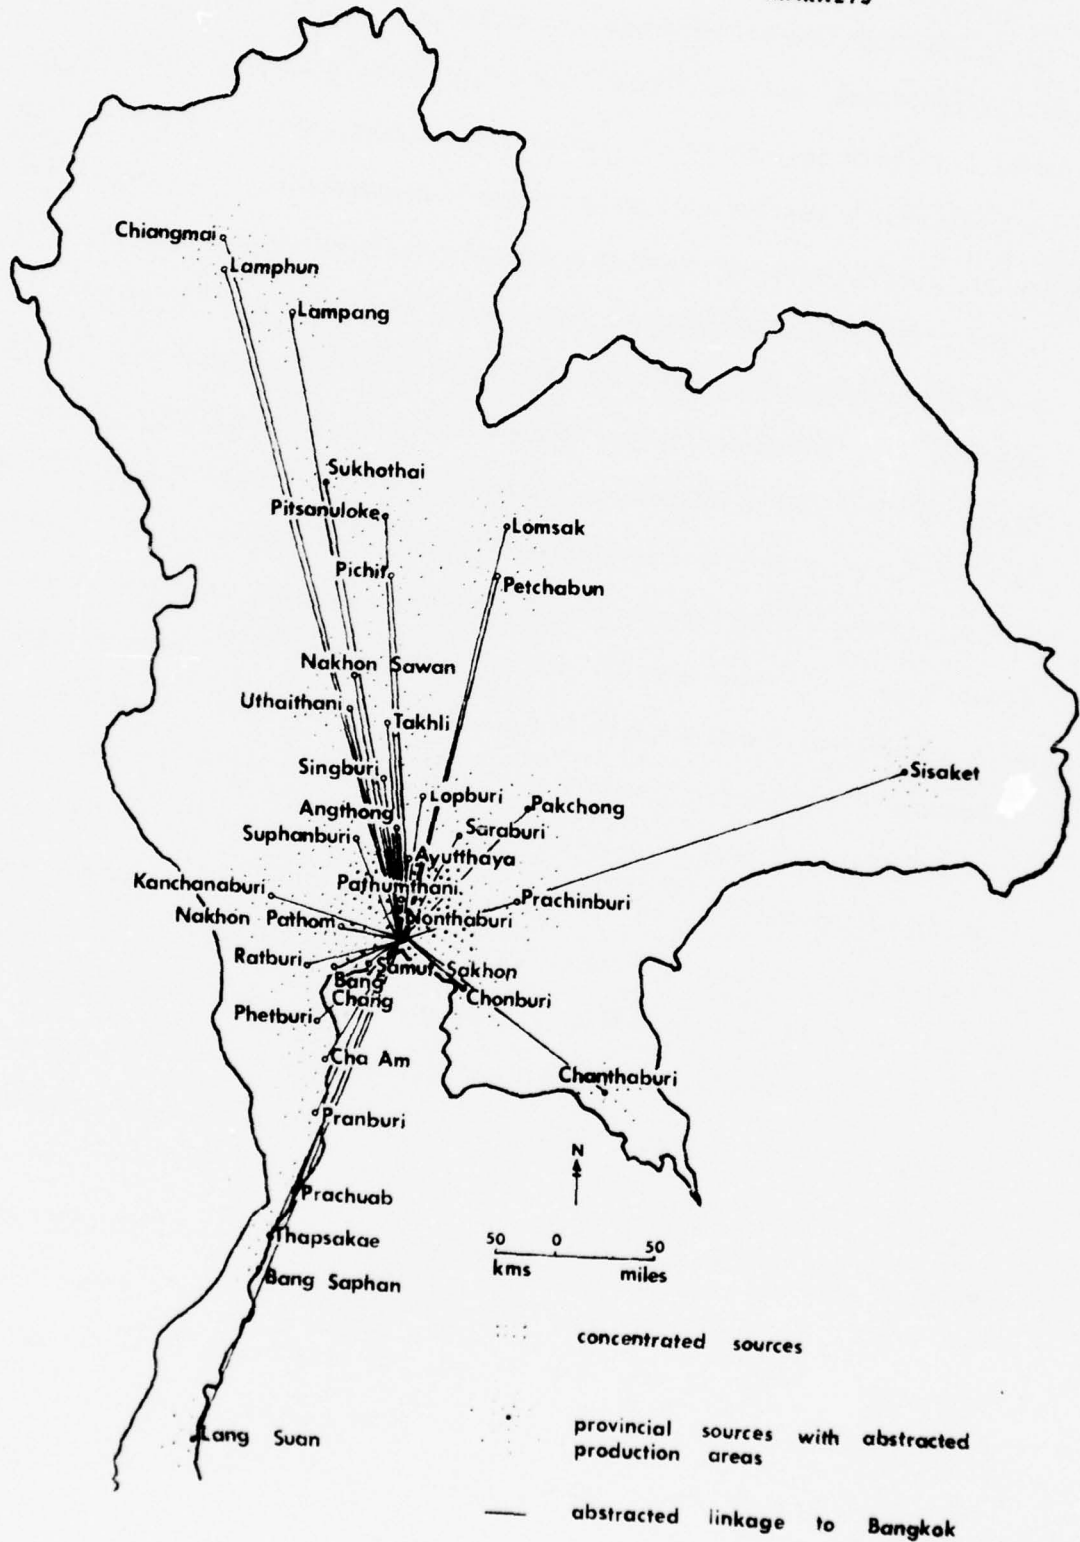 Chiangmai
Lamphun
Lampang
Sukhothai
Pitsanuloke
Lomsak
Pichit
Petchabun
Nakhon Sawan
Uthaithani
Takhli
Singburi
Sisaket
Lopburi
Pakchong
Angthong
Saraburi
Suphanburi
Ayutthaya
Kanchanaburi
Pathumthani
Prachinburi
Nakhon Pathom
Nonthaburi
Ratburi
Samut Sakhon
Bang
Chang
Chonburi
Phetburi
Cha Am
Chanthaburi
Pranburi
N
Prachuab
Thapsakae
50 0 50
kms miles
Bang Saphan
concentrated sources
Lang Suan
provincial sources with abstracted
production areas
abstracted linkage to Bangkok